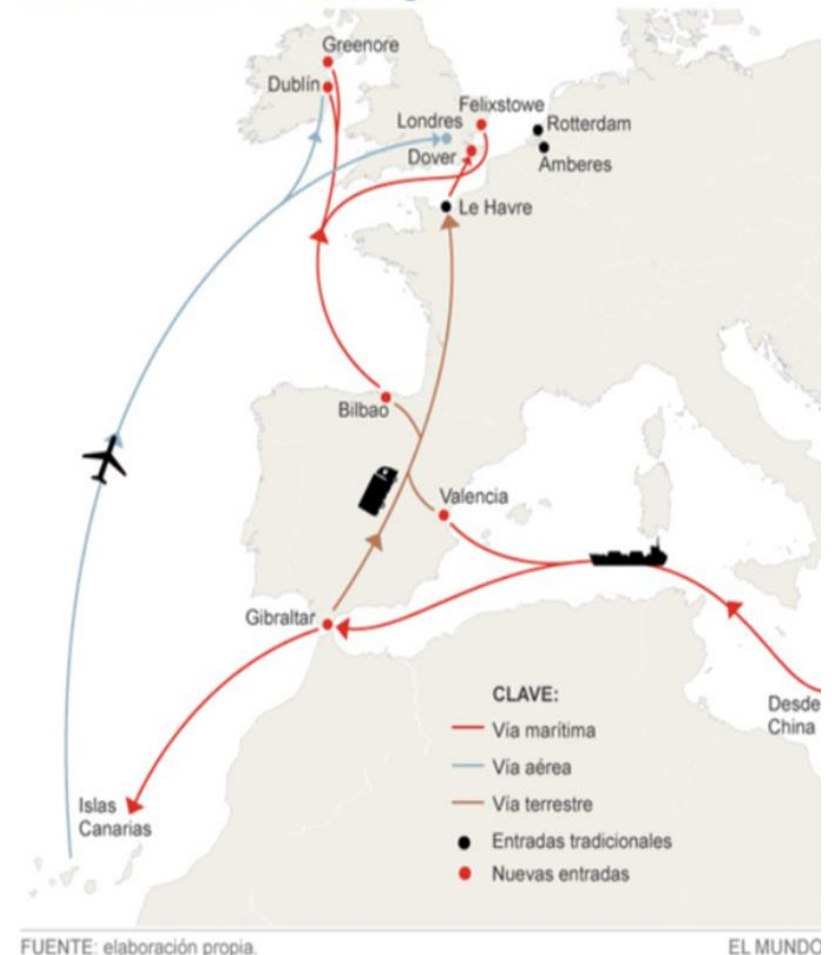 Greenore
Dublín
Felixstowe
Londres
Rotterdam
Dover
Amberes
Le Havre
Bilbao
Valencia
Gibraltar
CLAVE:
Desde
China
Vía marítima
Vía aérea
Vía terrestre
Islas
Canarias
Entradas tradicionales
Nuevas entradas
FUENTE: elaboración propia.
EL MUNDO